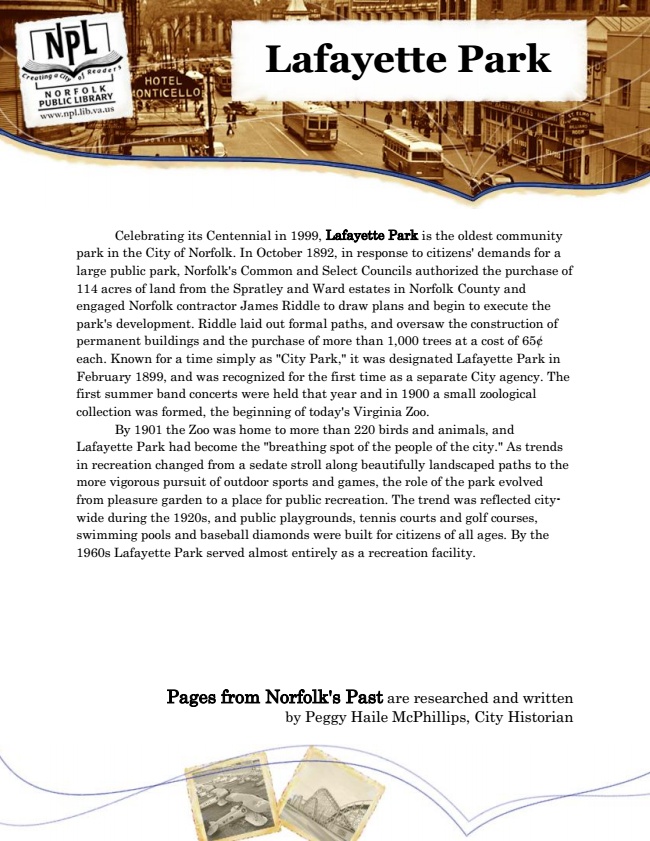 NPL
Creating a City of Readers
NORFOLK
PUBLIC LIBRARY
www.npl.lib.va.us
HOTEL
MONTICELLO
MONTICELLO
Lafayette Park
Celebrating its Centennial in 1999, Lafayette Park is the oldest community
park in the City of Norfolk. In October 1892, in response to citizens' demands for a
large public park, Norfolk's Common and Select Councils authorized the purchase of
114 acres of land from the Spratley and Ward estates in Norfolk County and
engaged Norfolk contractor James Riddle to draw plans and begin to execute the
park's development. Riddle laid out formal paths, and oversaw the construction of
permanent buildings and the purchase of more than 1,000 trees at a cost of 65¢
each. Known for a time simply as "City Park," it was designated Lafayette Park in
February 1899, and was recognized for the first time as a separate City agency. The
first summer band concerts were held that year and in 1900 a small zoological
collection was formed, the beginning of today's Virginia Zoo.
By 1901 the Zoo was home to more than 220 birds and animals, and
Lafayette Park had become the "breathing spot of the people of the city." As trends
in recreation changed from a sedate stroll along beautifully landscaped paths to the
more vigorous pursuit of outdoor sports and games, the role of the park evolved
from pleasure garden to a place for public recreation. The trend was reflected city-
wide during the 1920s, and public playgrounds, tennis courts and golf courses,
swimming pools and baseball diamonds were built for citizens of all ages. By the
1960s Lafayette Park served almost entirely as a recreation facility.
Pages from Norfolk's Past are researched and written
by Peggy Haile McPhillips, City Historian